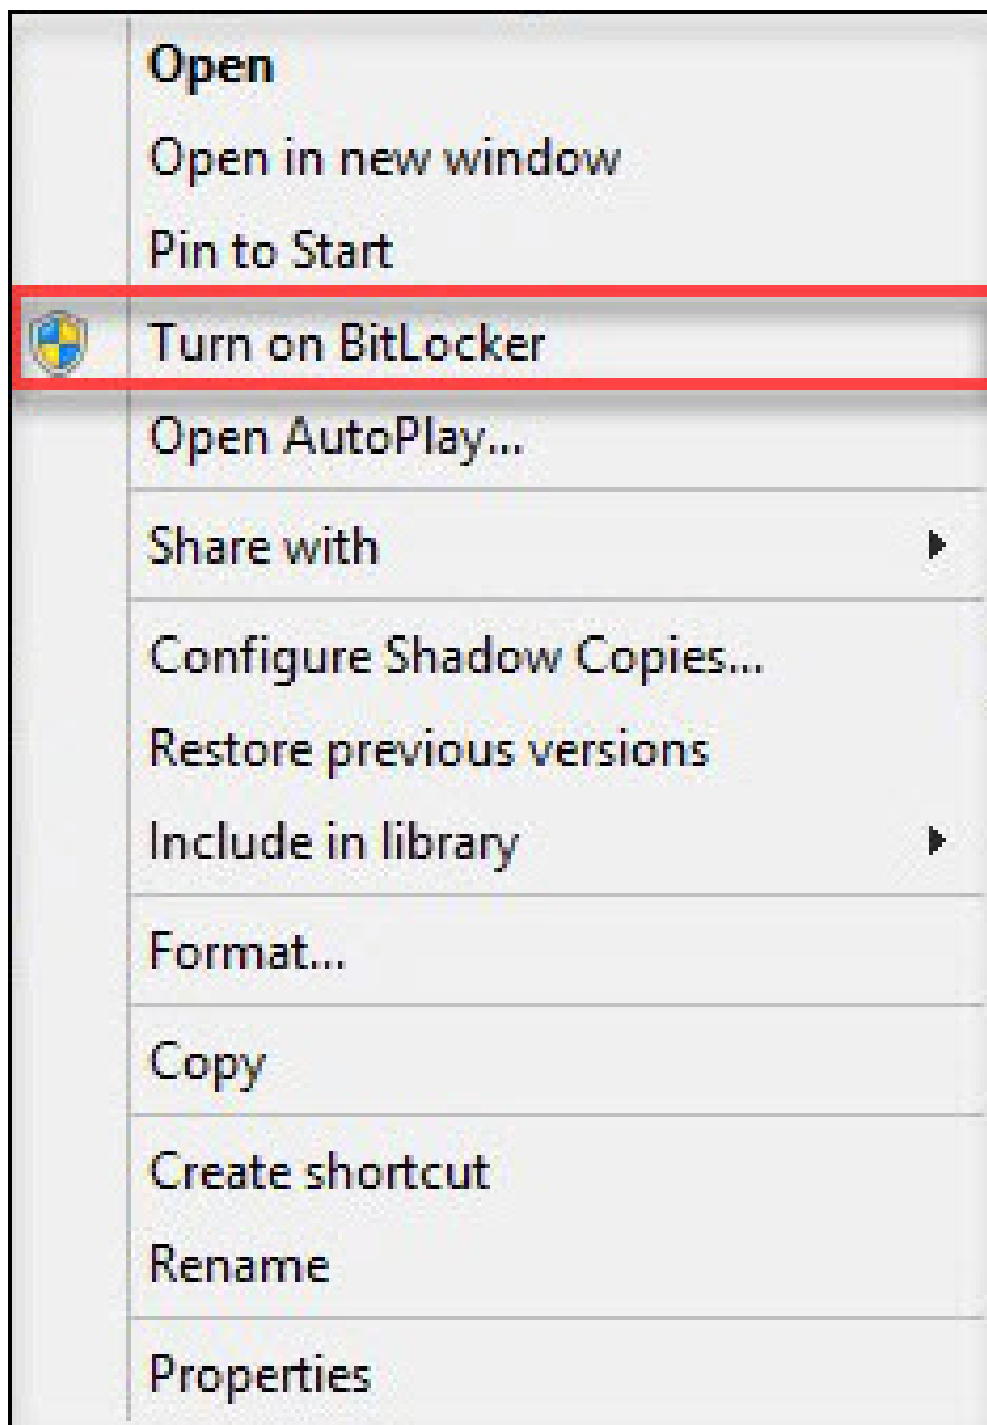 Open
Open in new window
Pin to Start
Turn on BitLocker
Open AutoPlay...
Share with
Configure Shadow Copies...
Restore previous versions
Include in library
Format...
Copy
Create shortcut
Rename
Properties